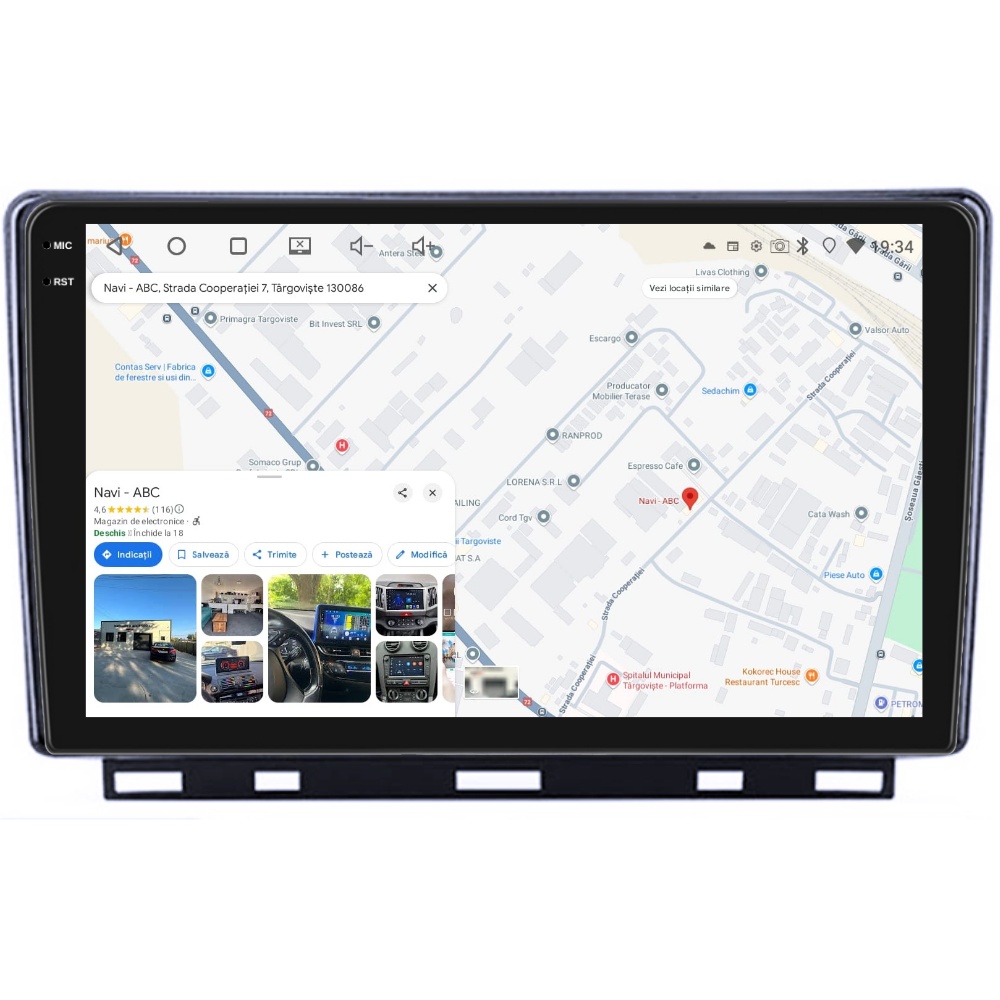 MIC
RST
19:34
Navi - ABC, Strada Cooperației 7, Târgoviște 130086
Vezi locații similare
Antera Steel
Livas Clothing
Primagra Targoviste
Bit Invest SRL
Valsor Auto
Escargo
Contas Serv | Fabrica
de ferestre si usi din...
Producator
Mobilier Terase
Sedachim
Strada Cooperației
72
72
H
RANPROD
Somaco Grup
Espresso Cafe
LORENA S.R.L
Navi - ABC
Cord Tgv
Cata Wash
Șoseaua Găești
Piese Auto
Strada Cooperației
Strada Cooperației
H
Spitalul Municipal
Târgoviște - Platforma
Kokorec House
Restaurant Turcesc
PETROM
72
Navi - ABC
4,6 (116)
Magazin de electronice ·
Deschis Închide la 18
Indicații
Salvează
Trimite
Postează
Modifică